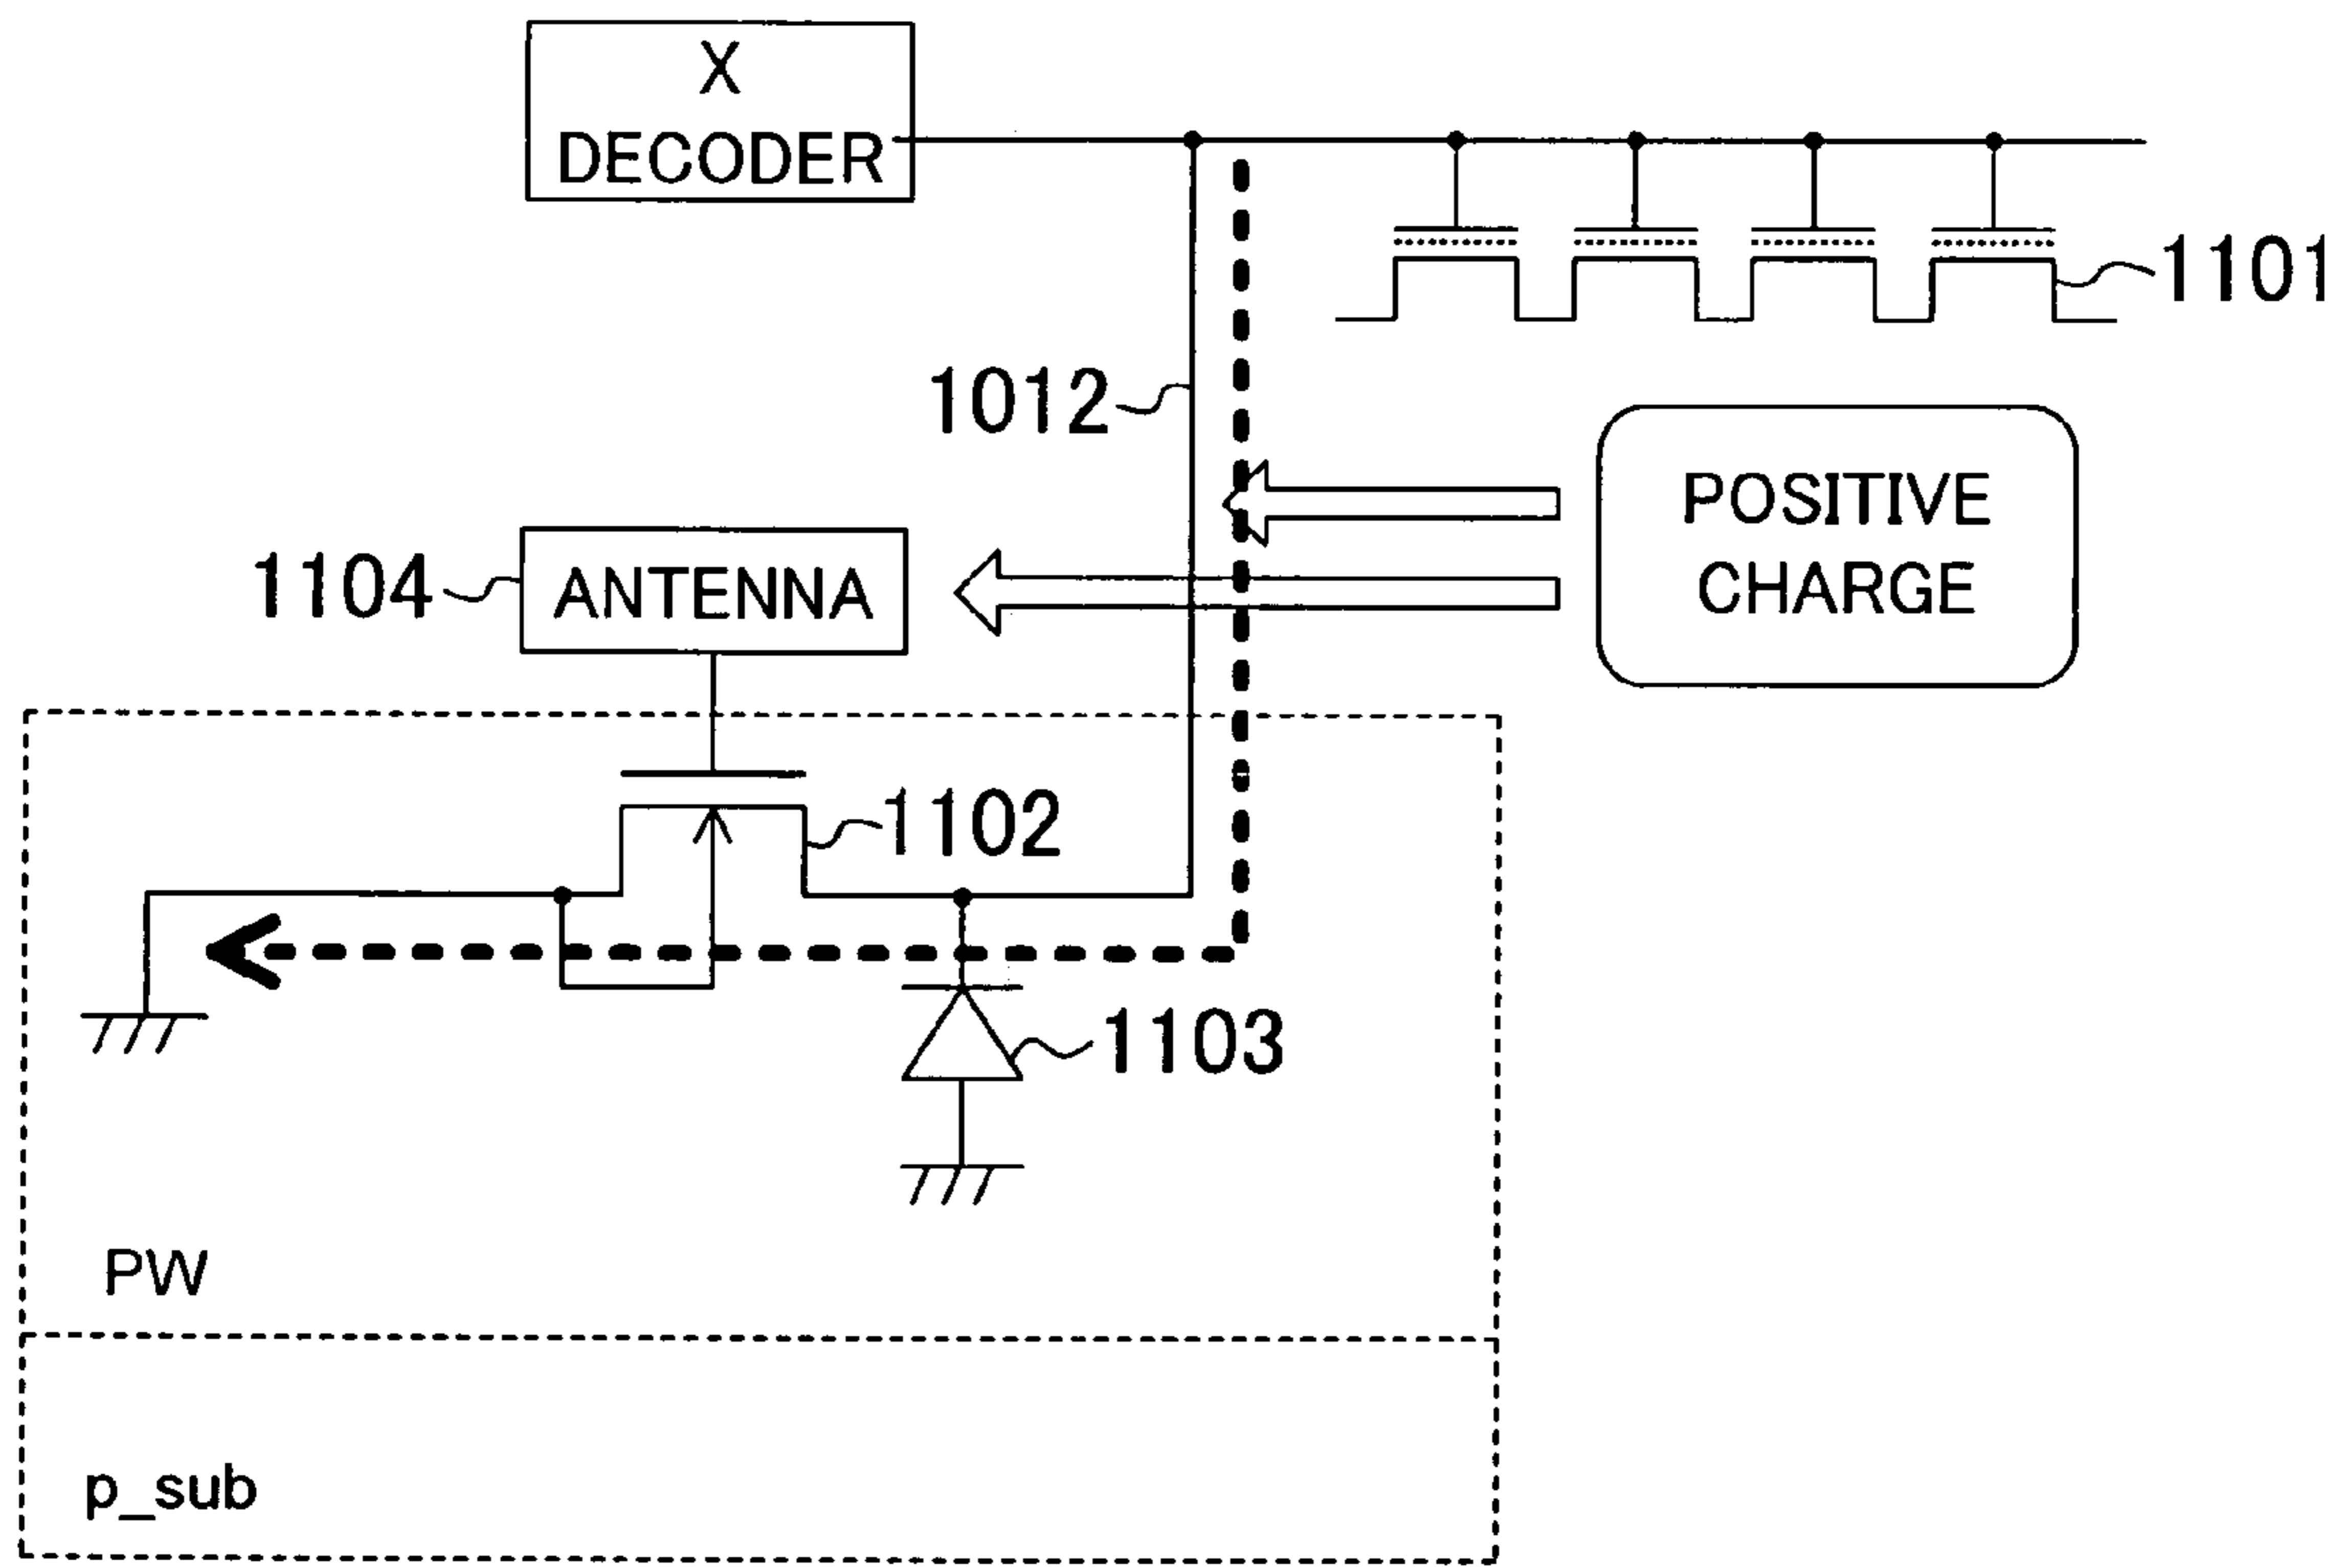 X
DECODER
1101
1012
POSITIVE
CHARGE
1104
ANTENNA
1102
1103
PW
p_sub